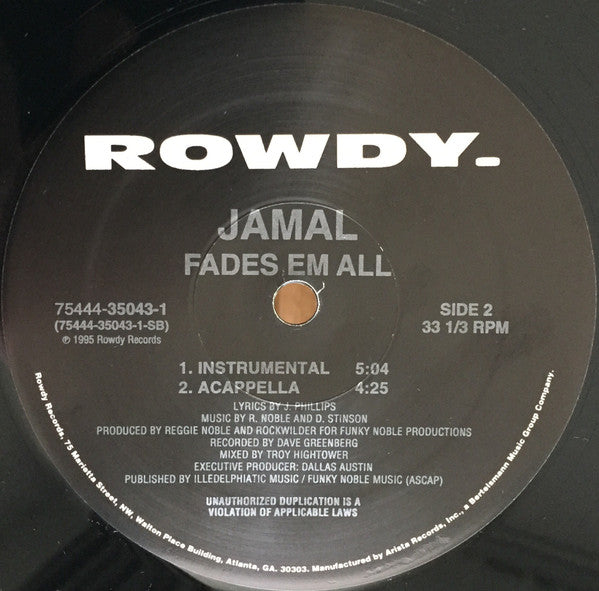 ROWDY.
JAMAL
FADES EM ALL
75444-35043-1
(75444-35043-1-SB)
℗ 1995 Rowdy Records
SIDE 2
33 1/3 RPM
1. INSTRUMENTAL 5:04
2. ACAPPELLA 4:25
LYRICS BY J. PHILLIPS
MUSIC BY R. NOBLE AND D. STINSON
PRODUCED BY REGGIE NOBLE AND ROCKWILDER FOR FUNKY NOBLE PRODUCTIONS
RECORDED BY DAVE GREENBERG
MIXED BY TROY HIGHTOWER
EXECUTIVE PRODUCER: DALLAS AUSTIN
PUBLISHED BY ILLEDELPHIATIC MUSIC / FUNKY NOBLE MUSIC (ASCAP)
UNAUTHORIZED DUPLICATION IS A
VIOLATION OF APPLICABLE LAWS
Rowdy Records, 75 Marietta Street, NW, Walton Place Building, Atlanta, GA. 30303. Manufactured by Arista Records, Inc., a Bertelsmann Music Group Company.